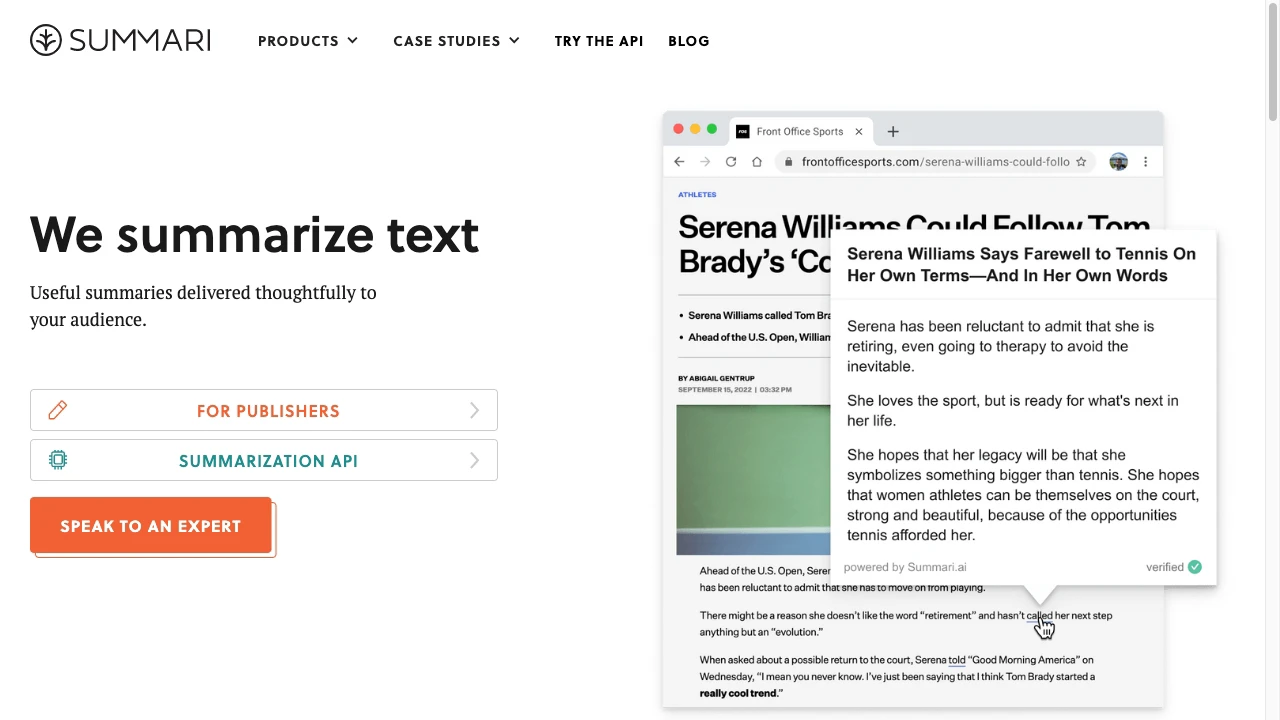 SUMMARI
PRODUCTS
CASE STUDIES
TRY THE API
BLOG
We summarize text
Useful summaries delivered thoughtfully to
your audience.
FOR PUBLISHERS
SUMMARIZATION API
SPEAK TO AN EXPERT
FOS
Front Office Sports
frontofficesports.com/serena-williams-could-follo
ATHLETES
Serena Williams Could Follow Tom
Brady's 'Co
Serena Williams called Tom Bra
Ahead of the U.S. Open, William
BY ABIGAIL GENTRUP
SEPTEMBER 15, 2022 | 03:32 PM
Serena Williams Says Farewell to Tennis On
Her Own Terms—And In Her Own Words
Serena has been reluctant to admit that she is
retiring, even going to therapy to avoid the
inevitable.
She loves the sport, but is ready for what's next in
her life.
She hopes that her legacy will be that she
symbolizes something bigger than tennis. She hopes
that women athletes can be themselves on the court,
strong and beautiful, because of the opportunities
tennis afforded her.
powered by Summari.ai
verified
Ahead of the U.S. Open, Seren
has been reluctant to admit that she has to move on from playing.
There might be a reason she doesn't like the word “retirement” and hasn't called her next step
anything but an “evolution.”
When asked about a possible return to the court, Serena told “Good Morning America” on
Wednesday, “I mean you never know. I've just been saying that I think Tom Brady started a
really cool trend.”